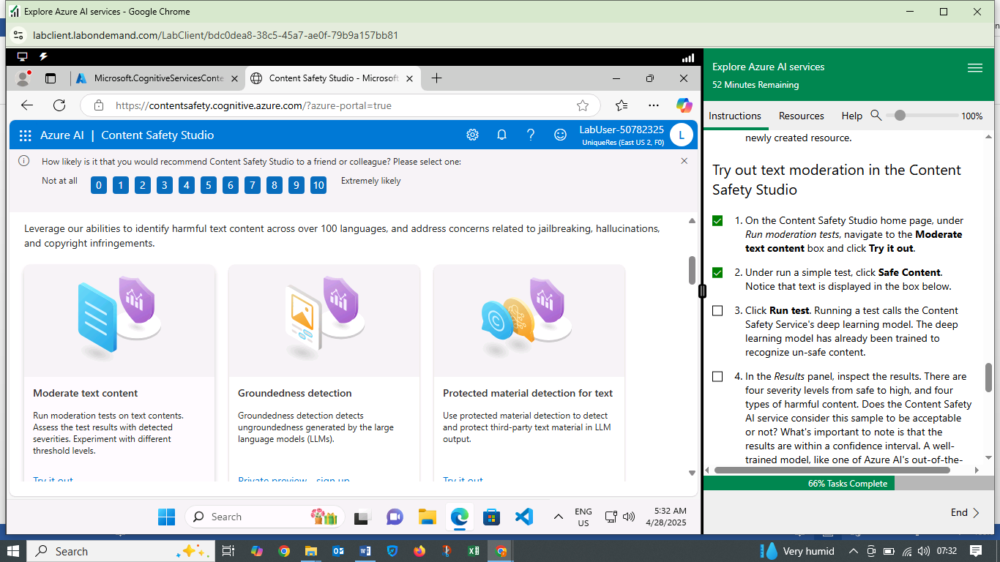 Explore Azure AI services - Google Chrome
labclient.labondemand.com/LabClient/bdc0dea8-38c5-45a7-ae0f-79b9a157bb81
Microsoft.CognitiveServicesConte
Content Safety Studio - Microsoft
https://contentsafety.cognitive.azure.com/?azure-portal=true
Azure AI | Content Safety Studio
LabUser-50782325
UniqueRes (East US 2, F0)
L
How likely is it that you would recommend Content Safety Studio to a friend or colleague? Please select one:
Not at all 0 1 2 3 4 5 6 7 8 9 10 Extremely likely
Leverage our abilities to identify harmful text content across over 100 languages, and address concerns related to jailbreaking, hallucinations,
and copyright infringements.
Moderate text content
Run moderation tests on text contents.
Assess the test results with detected
severities. Experiment with different
threshold levels.
Try it out
Groundedness detection
Groundedness detection detects
ungroundedness generated by the large
language models (LLMs).
Private preview - sign up
Protected material detection for text
Use protected material detection to detect
and protect third-party text material in LLM
output.
Try it out
Search
ENG
US
5:32 AM
4/28/2025
Explore Azure AI services
52 Minutes Remaining
Instructions Resources Help 100%
newly created resource.
Try out text moderation in the Content
Safety Studio
1. On the Content Safety Studio home page, under
Run moderation tests, navigate to the Moderate
text content box and click Try it out.
2. Under run a simple test, click Safe Content.
Notice that text is displayed in the box below.
3. Click Run test. Running a test calls the Content
Safety Service's deep learning model. The deep
learning model has already been trained to
recognize un-safe content.
4. In the Results panel, inspect the results. There are
four severity levels from safe to high, and four
types of harmful content. Does the Content Safety
AI service consider this sample to be acceptable
or not? What's important to note is that the
results are within a confidence interval. A well-
trained model, like one of Azure AI's out-of-the-
66% Tasks Complete
End
Search
Very humid
07:32